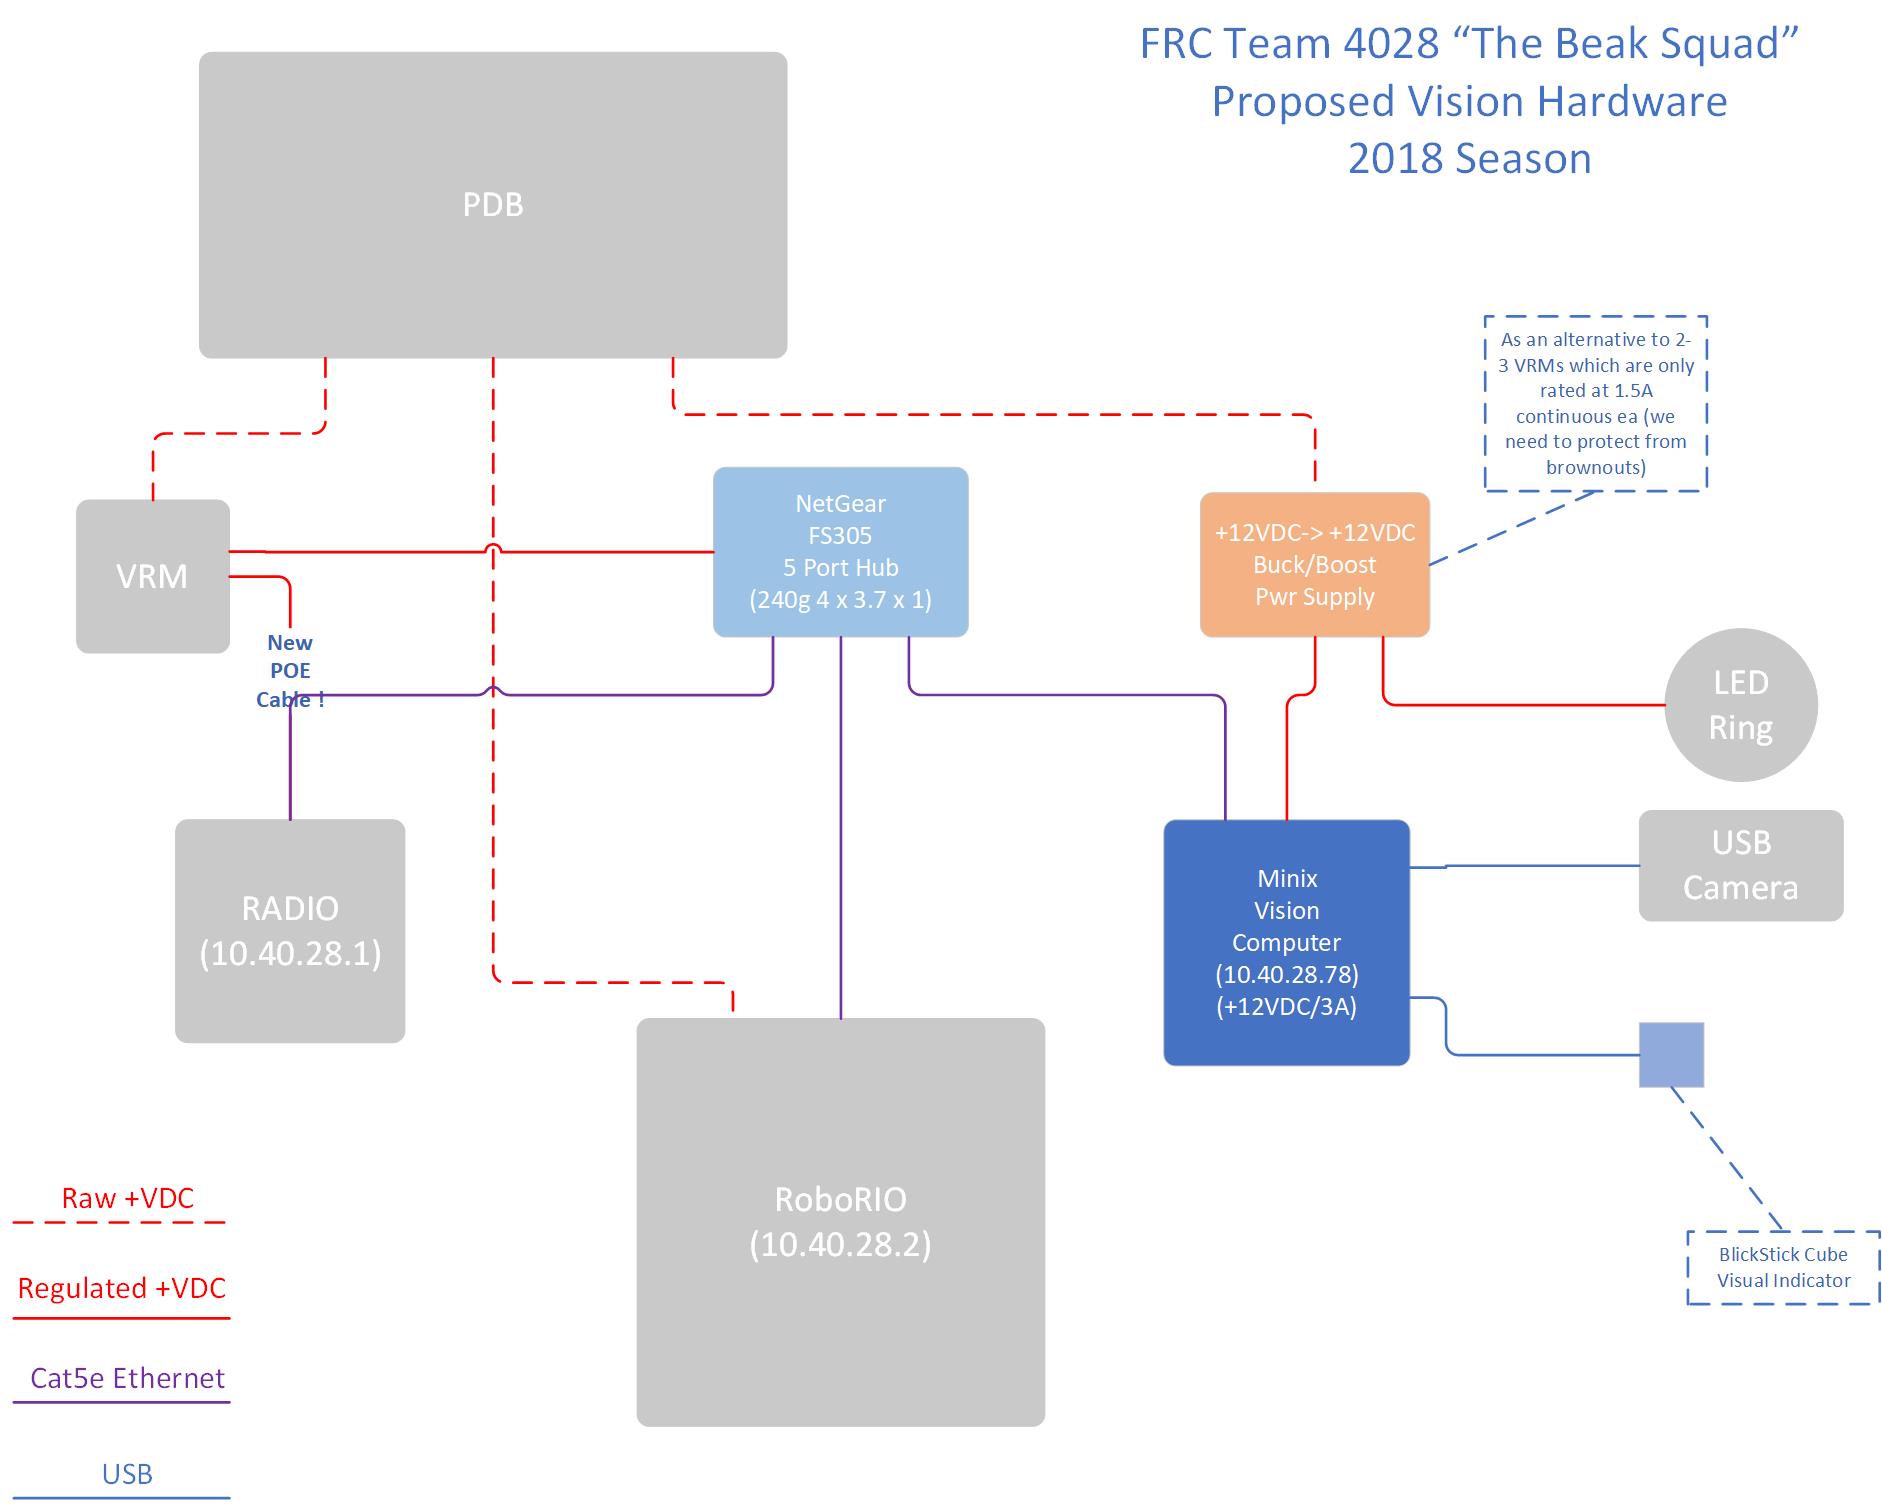 FRC Team 4028 “The Beak Squad”
Proposed Vision Hardware
2018 Season
PDB
As an alternative to 2-
3 VRMs which are only
rated at 1.5A
continuous ea (we
need to protect from
brownouts)
VRM
NetGear
FS305
5 Port Hub
(240g 4 x 3.7 x 1)
+12VDC-> +12VDC
Buck/Boost
Pwr Supply
New
POE
Cable !
LED
Ring
USB
Camera
RADIO
(10.40.28.1)
Minix
Vision
Computer
(10.40.28.78)
(+12VDC/3A)
RoboRIO
(10.40.28.2)
BlickStick Cube
Visual Indicator
Raw +VDC
Regulated +VDC
Cat5e Ethernet
USB